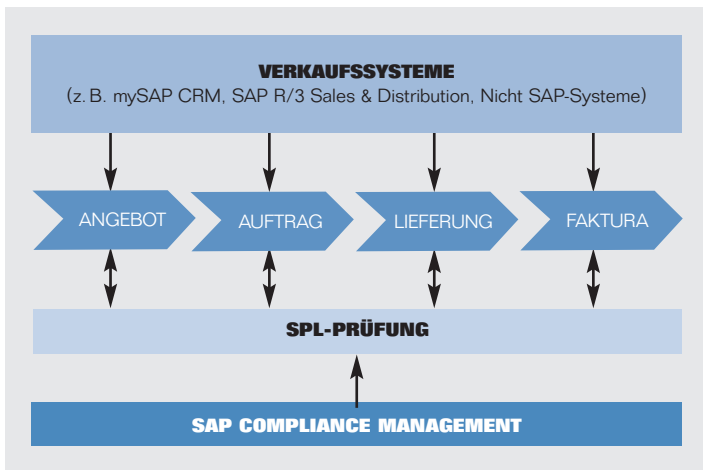 VERKAUFSSYSTEME
(z. B. mySAP CRM, SAP R/3 Sales & Distribution, Nicht SAP-Systeme)
ANGEBOT
AUFTRAG
LIEFERUNG
FAKTURA
SPL-PRÜFUNG
SAP COMPLIANCE MANAGEMENT